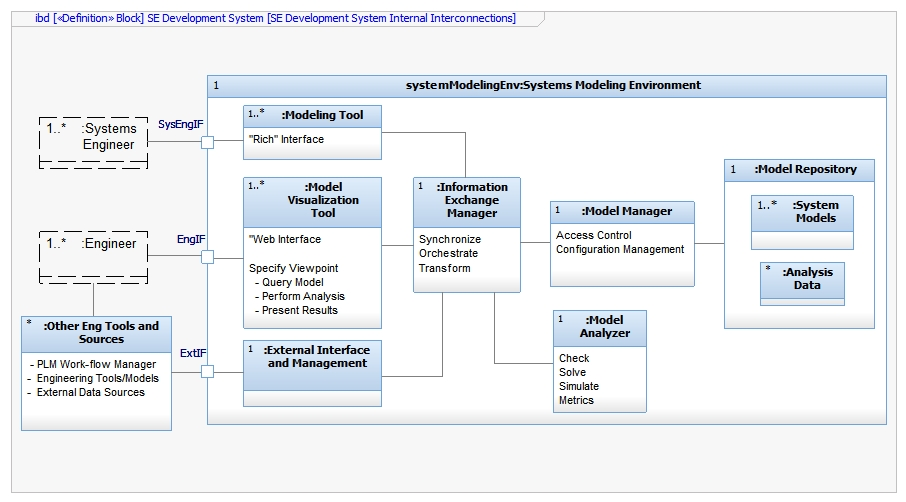 ibd [«Definition» Block] SE Development System [SE Development System Internal Interconnections]
1 systemModelingEnv:Systems Modeling Environment
1..* :Systems
Engineer
SysEngIF
1..* :Modeling Tool
"Rich" Interface
1..* :Model
Visualization
Tool
"Web Interface
Specify Viewpoint
- Query Model
- Perform Analysis
- Present Results
1 :Information
Exchange
Manager
Synchronize
Orchestrate
Transform
1 :Model Manager
Access Control
Configuration Management
1 :Model Repository
1..* :System
Models
* :Analysis
Data
1..* :Engineer
EngIF
* :Other Eng Tools and
Sources
- PLM Work-flow Manager
- Engineering Tools/Models
- External Data Sources
ExtIF
1 :External Interface
and Management
1 :Model
Analyzer
Check
Solve
Simulate
Metrics